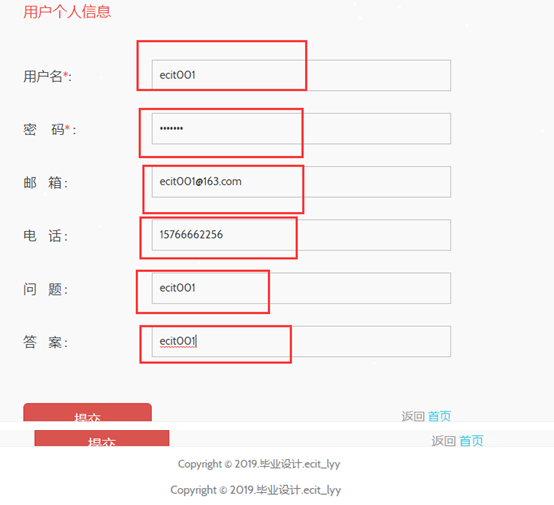 用户个人信息
用户名*: ecit001
密 码*: •••••••
邮 箱: ecit001@163.com
电 话: 15766662256
问 题: ecit001
答 案: ecit001
提交 返回 首页
提交 返回 首页
Copyright © 2019.毕业设计.ecit_lyy
Copyright © 2019.毕业设计.ecit_lyy